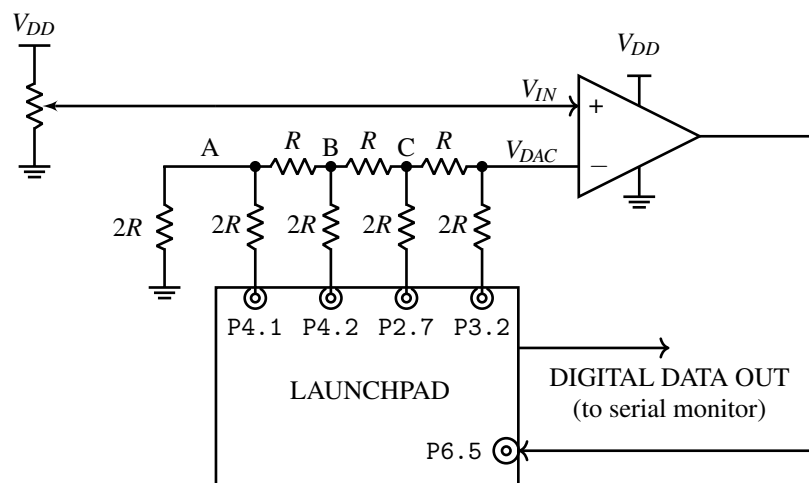 V_DD
V_DD
V_IN
+
A
R
B
R
C
R
V_DAC
−
2R
2R
2R
2R
2R
P4.1
P4.2
P2.7
P3.2
LAUNCHPAD
DIGITAL DATA OUT
(to serial monitor)
P6.5